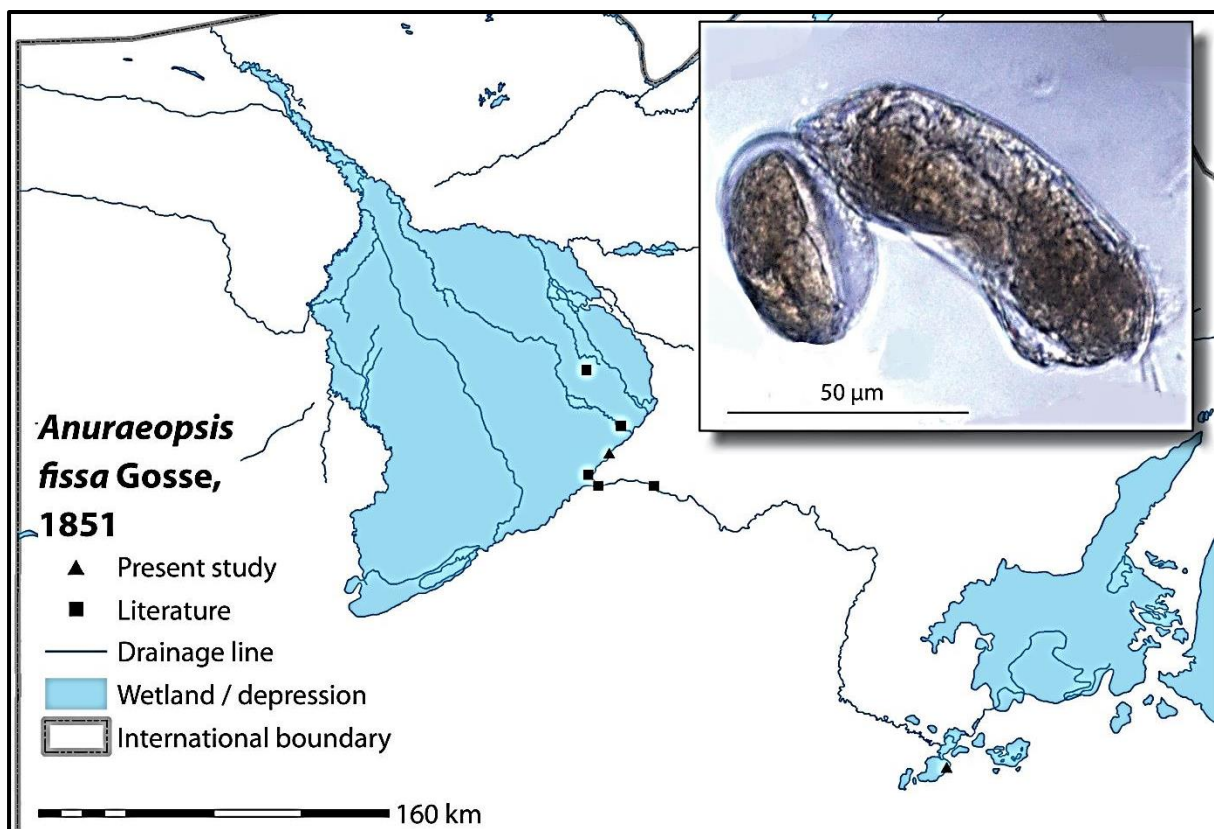 50 µm
Anuraeopsis
fissa Gosse,
1851
Present study
Literature
Drainage line
Wetland / depression
International boundary
160 km